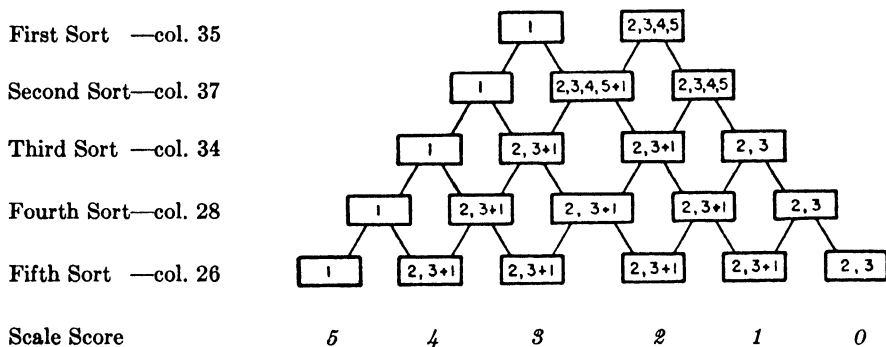 First Sort —col. 35 1 2,3,4,5
Second Sort—col. 37 1 2,3,4,5+1 2,3,4,5
Third Sort —col. 34 1 2,3+1 2,3+1 2,3
Fourth Sort—col. 28 1 2,3+1 2,3+1 2,3+1 2,3
Fifth Sort —col. 26 1 2,3+1 2,3+1 2,3+1 2,3+1 2,3
Scale Score 5 4 3 2 1 0